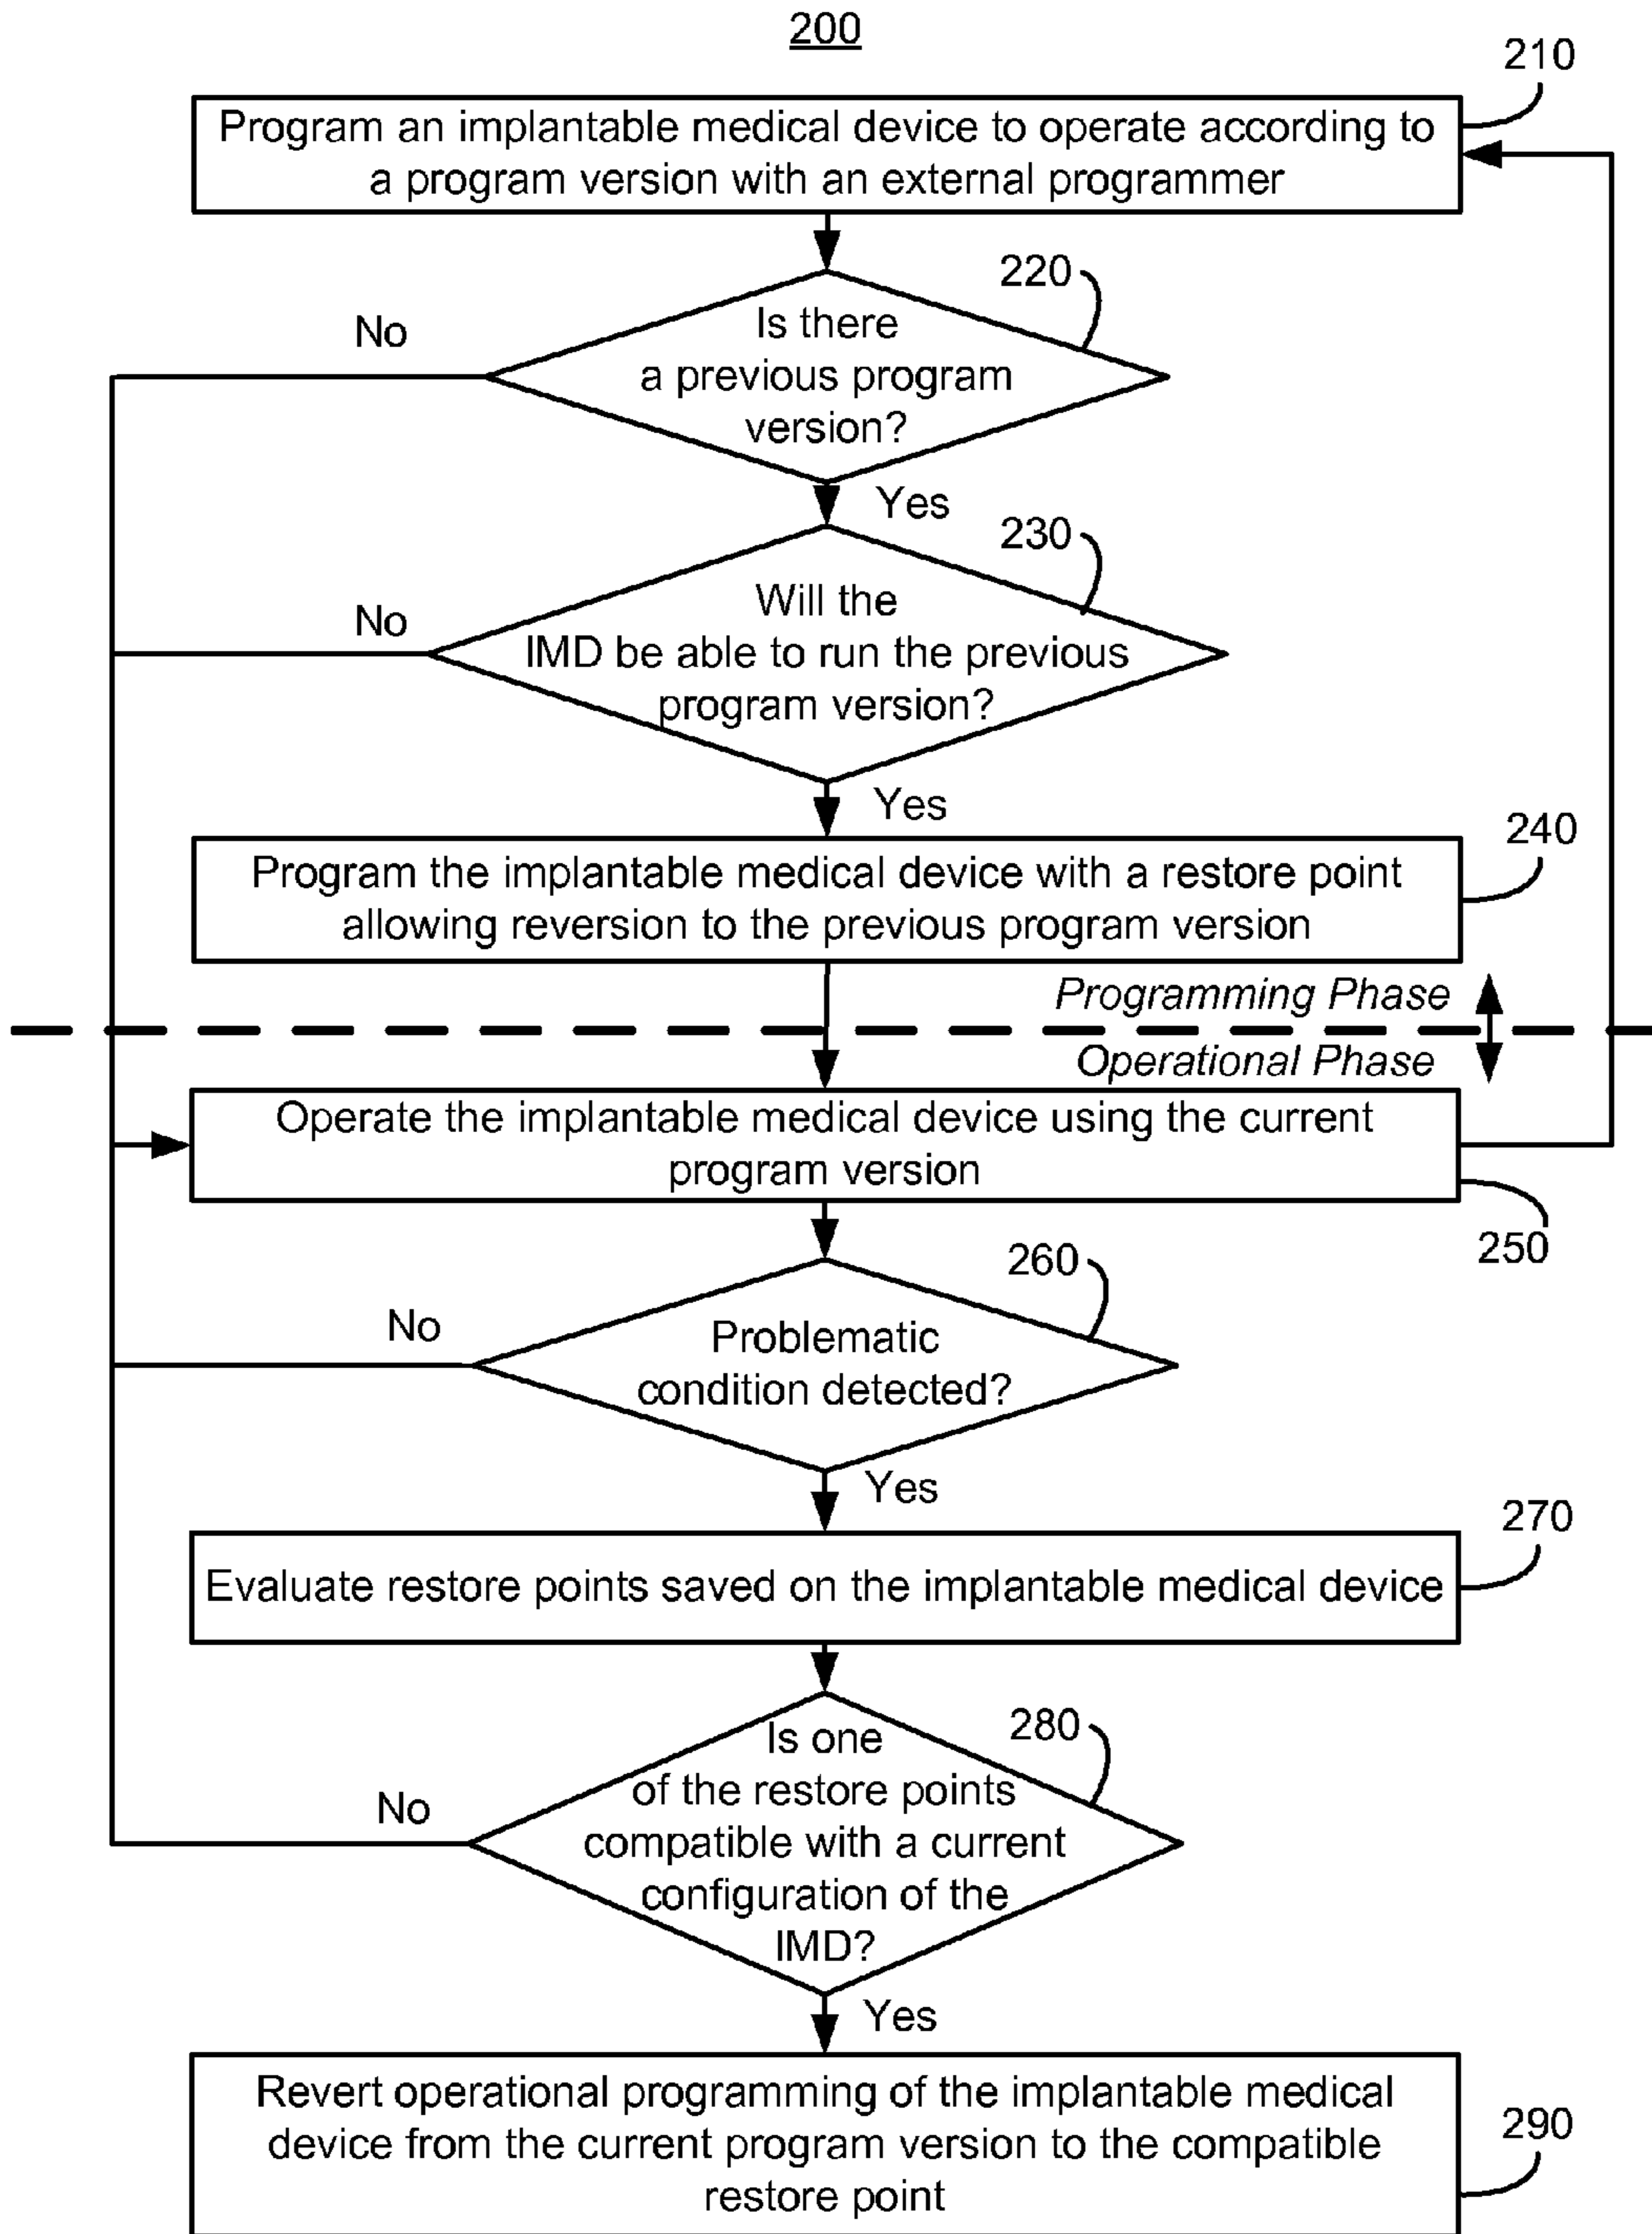 200
210
Program an implantable medical device to operate according to
a program version with an external programmer
220
No
Is there
a previous program
version?
Yes
230
No
Will the
IMD be able to run the previous
program version?
Yes
240
Program the implantable medical device with a restore point
allowing reversion to the previous program version
Programming Phase
Operational Phase
Operate the implantable medical device using the current
program version
250
260
No
Problematic
condition detected?
Yes
270
Evaluate restore points saved on the implantable medical device
280
No
Is one
of the restore points
compatible with a current
configuration of the
IMD?
Yes
Revert operational programming of the implantable medical
device from the current program version to the compatible
restore point
290